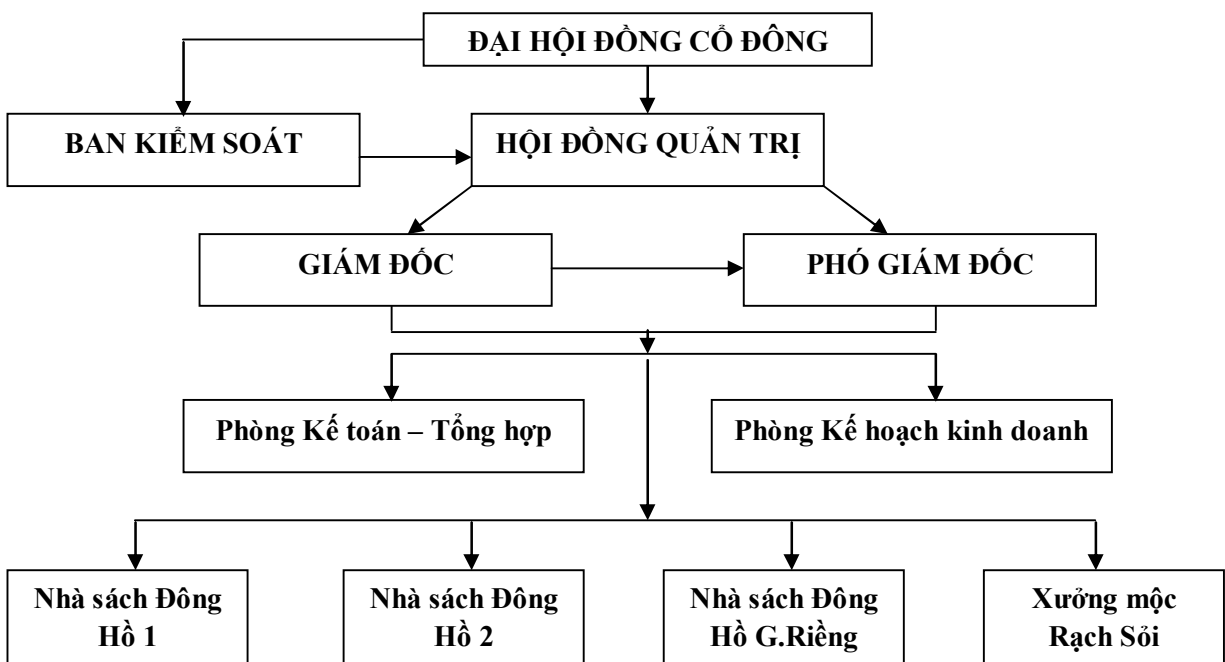 ĐẠI HỘI ĐỒNG CỔ ĐÔNG
BAN KIỂM SOÁT
HỘI ĐỒNG QUẢN TRỊ
GIÁM ĐỐC
PHÓ GIÁM ĐỐC
Phòng Kế toán – Tổng hợp
Phòng Kế hoạch kinh doanh
Nhà sách Đông
Hồ 1
Nhà sách Đông
Hồ 2
Nhà sách Đông
Hồ G.Riềng
Xưởng mộc
Rạch Sỏi